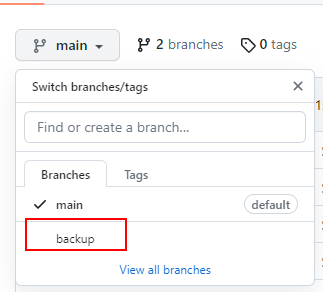 main 2 branches 0 tags
Switch branches/tags
Find or create a branch...
Branches Tags
main default
backup
View all branches